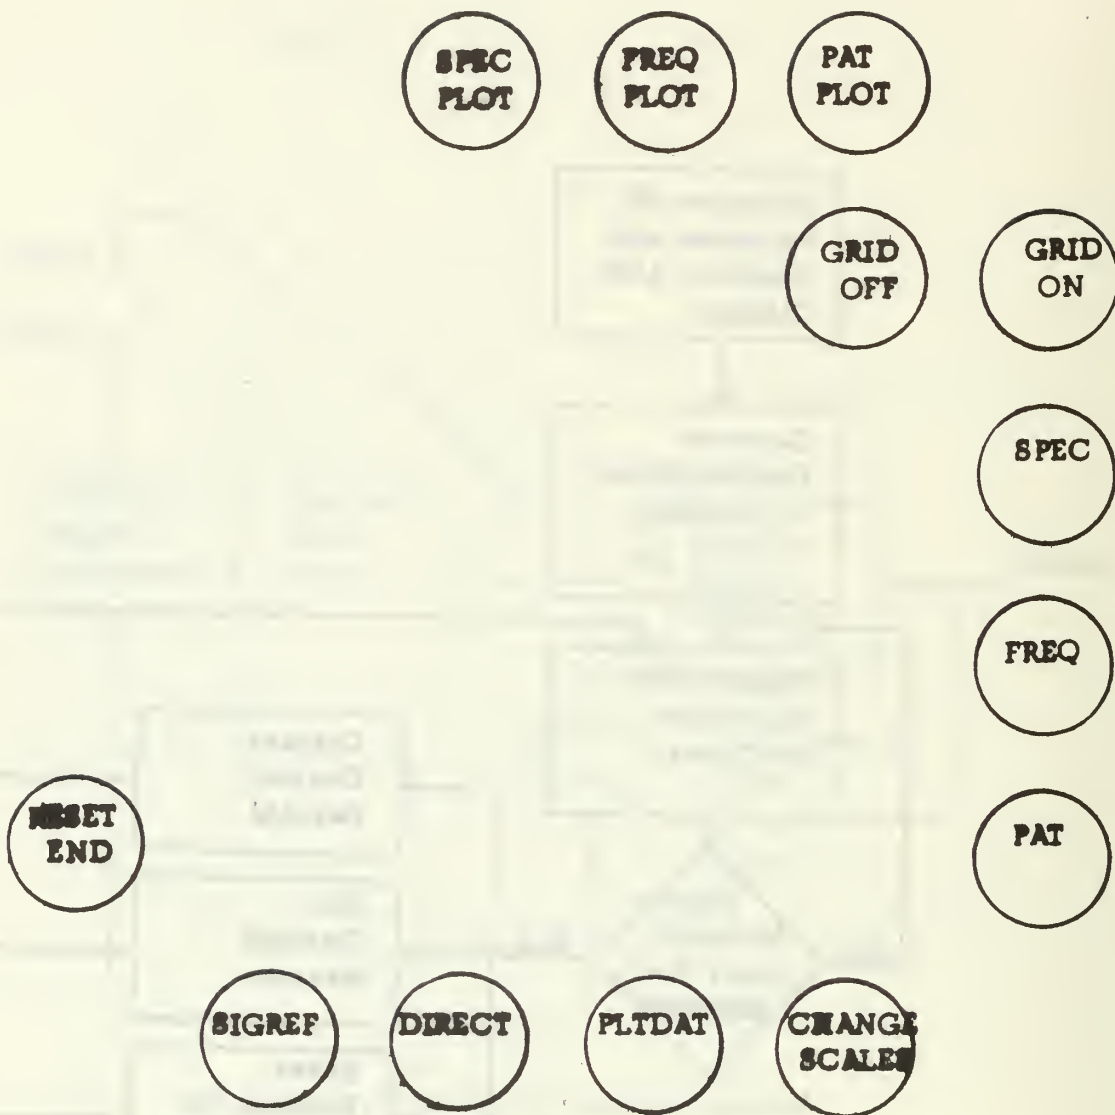 SPEC
PLOT
FREQ
PLOT
PAT
PLOT
GRID
OFF
GRID
ON
SPEC
FREQ
PAT
RESET
END
SIGREF
DIRECT
PLTDAT
CHANGE
SCALES